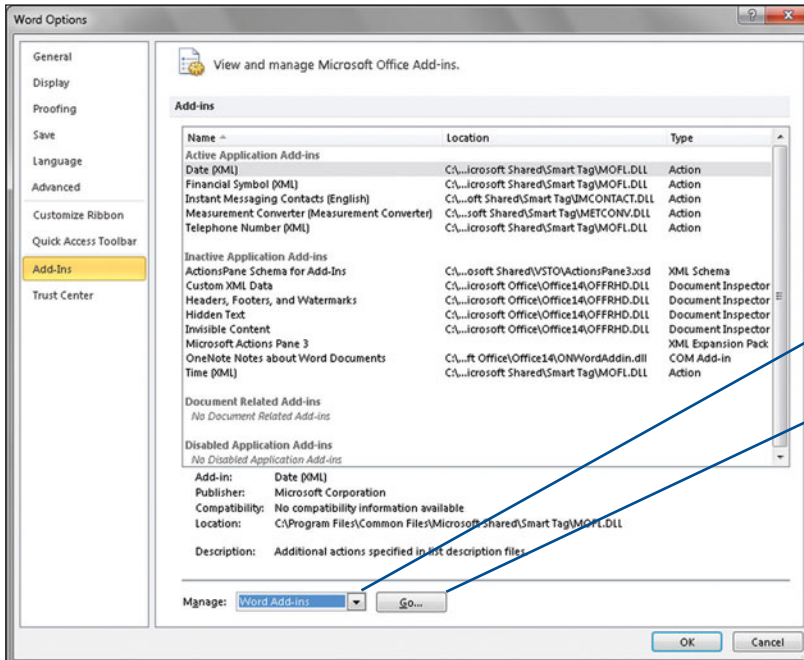 Word Options
General
Display
Proofing
Save
Language
Advanced
Customize Ribbon
Quick Access Toolbar
Add-Ins
Trust Center
View and manage Microsoft Office Add-ins.
Add-ins
Name Location Type
Active Application Add-ins
Date (XML) C:\...icrosoft Shared\Smart Tag\MOFL.DLL Action
Financial Symbol (XML) C:\...icrosoft Shared\Smart Tag\MOFL.DLL Action
Instant Messaging Contacts (English) C:\...oft Shared\Smart Tag\IMCONTACT.DLL Action
Measurement Converter (Measurement Converter) C:\...soft Shared\Smart Tag\METCONV.DLL Action
Telephone Number (XML) C:\...icrosoft Shared\Smart Tag\MOFL.DLL Action
Inactive Application Add-ins
ActionsPane Schema for Add-Ins C:\...osoft Shared\VSTO\ActionsPane3.xsd XML Schema
Custom XML Data C:\...icrosoft Office\Office14\OFFRHD.DLL Document Inspector
Headers, Footers, and Watermarks C:\...icrosoft Office\Office14\OFFRHD.DLL Document Inspector
Hidden Text C:\...icrosoft Office\Office14\OFFRHD.DLL Document Inspector
Invisible Content C:\...icrosoft Office\Office14\OFFRHD.DLL Document Inspector
Microsoft Actions Pane 3 XML Expansion Pack
OneNote Notes about Word Documents C:\...ft Office\Office14\ONWordAddin.dll COM Add-in
Time (XML) C:\...icrosoft Shared\Smart Tag\MOFL.DLL Action
Document Related Add-ins
No Document Related Add-ins
Disabled Application Add-ins
No Disabled Application Add-ins
Add-in: Date (XML)
Publisher: Microsoft Corporation
Compatibility: No compatibility information available
Location: C:\Program Files\Common Files\Microsoft Shared\Smart Tag\MOFL.DLL
Description: Additional actions specified in list description files
Manage: Word Add-ins Go...
OK Cancel